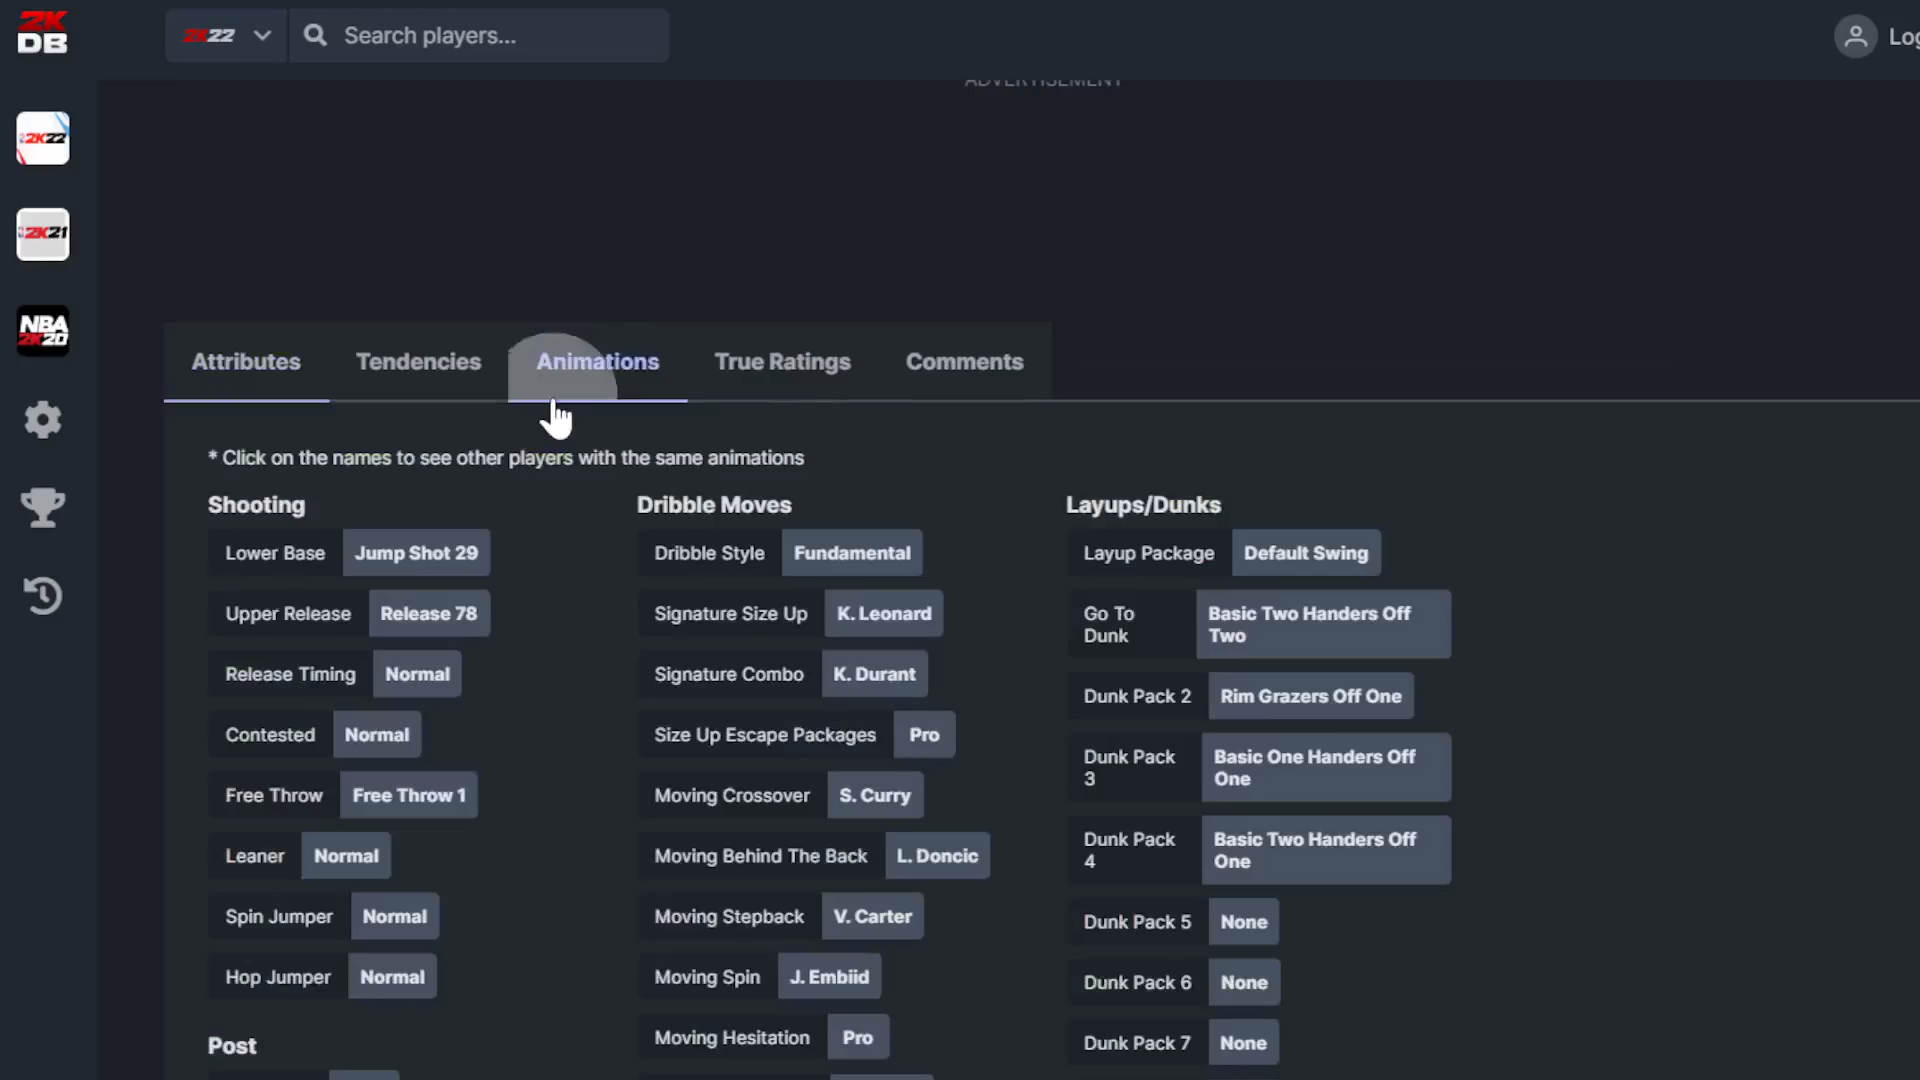 2K
DB
2K22
Search players...
Log
ADVERTISEMENT
2K22
2K21
NBA
2K20
Attributes
Tendencies
Animations
True Ratings
Comments
* Click on the names to see other players with the same animations
Shooting
Lower Base Jump Shot 29
Upper Release Release 78
Release Timing Normal
Contested Normal
Free Throw Free Throw 1
Leaner Normal
Spin Jumper Normal
Hop Jumper Normal
Post
Dribble Moves
Dribble Style Fundamental
Signature Size Up K. Leonard
Signature Combo K. Durant
Size Up Escape Packages Pro
Moving Crossover S. Curry
Moving Behind The Back L. Doncic
Moving Stepback V. Carter
Moving Spin J. Embiid
Moving Hesitation Pro
Layups/Dunks
Layup Package Default Swing
Go To
Dunk
Basic Two Handers Off
Two
Dunk Pack 2 Rim Grazers Off One
Dunk Pack
3
Basic One Handers Off
One
Dunk Pack
4
Basic Two Handers Off
One
Dunk Pack 5 None
Dunk Pack 6 None
Dunk Pack 7 None